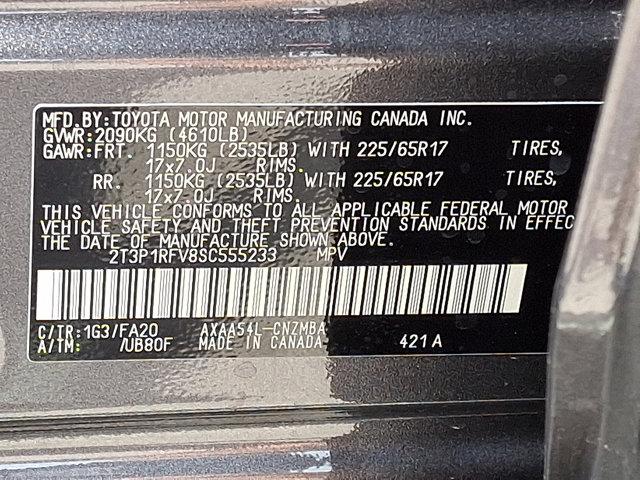 MFD.BY:TOYOTA MOTOR MANUFACTURING CANADA INC.
GVWR:2090KG (4610LB)
GAWR:FRT. 1150KG (2535LB) WITH 225/65R17 TIRES,
17x7.0J RIMS.
RR. 1150KG (2535LB) WITH 225/65R17 TIRES,
17x7.0J RIMS.
THIS VEHICLE CONFORMS TO ALL APPLICABLE FEDERAL MOTOR
VEHICLE SAFETY AND THEFT PREVENTION STANDARDS IN EFFEC
THE DATE OF MANUFACTURE SHOWN ABOVE.
2T3P1RFV8SC555233 MPV
C/TR:1G3/FA20 AXAA54L-CNZMBA
A/TM: /UB80F MADE IN CANADA 421A